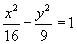 x²/16 − y²/9 = 1